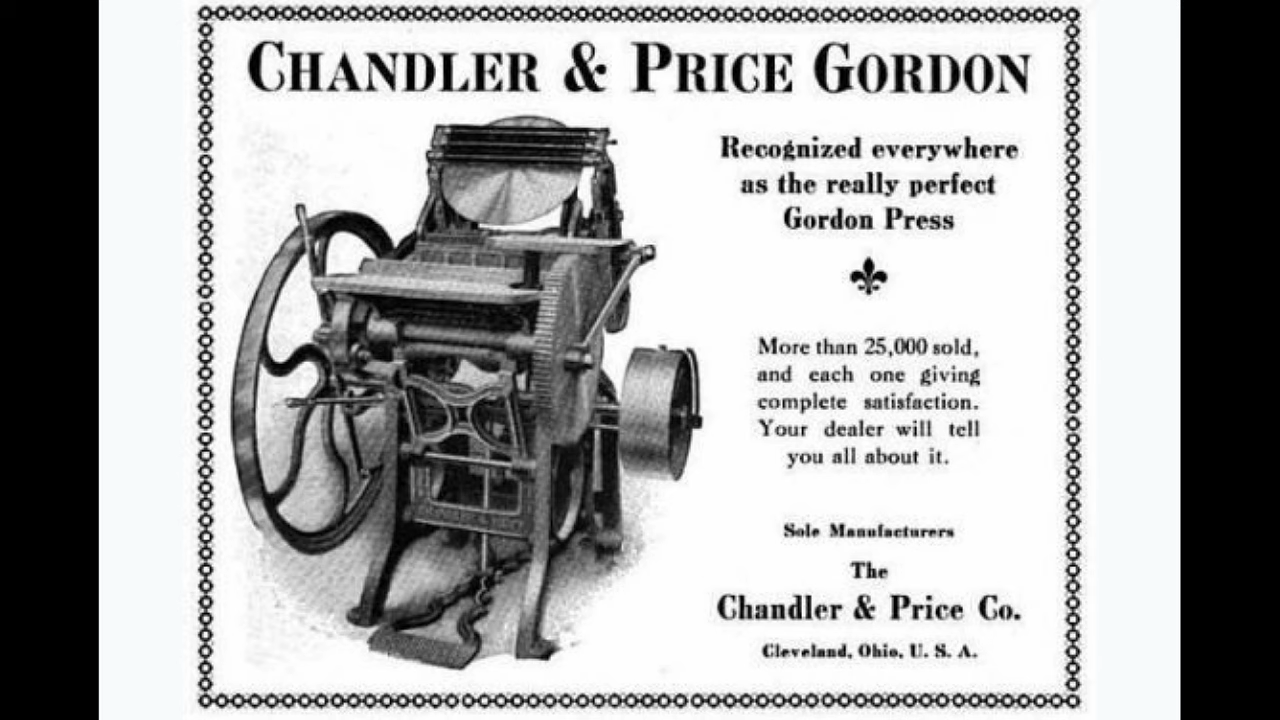 CHANDLER & PRICE GORDON
Recognized everywhere
as the really perfect
Gordon Press
More than 25,000 sold,
and each one giving
complete satisfaction.
Your dealer will tell
you all about it.
Sole Manufacturers
The
Chandler & Price Co.
Cleveland, Ohio, U. S. A.